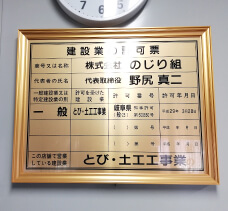 建設業の許可票
商号又は名称 株式会社 のじり組
代表者の氏名 代表取締役 野尻 真二
一般建設業又は特定建設業の別 許可を受けた建設業 許可番号 許可年月日
一般 とび・土工工事業 岐阜県
この店舗で営業している建設業 とび・土工工事業